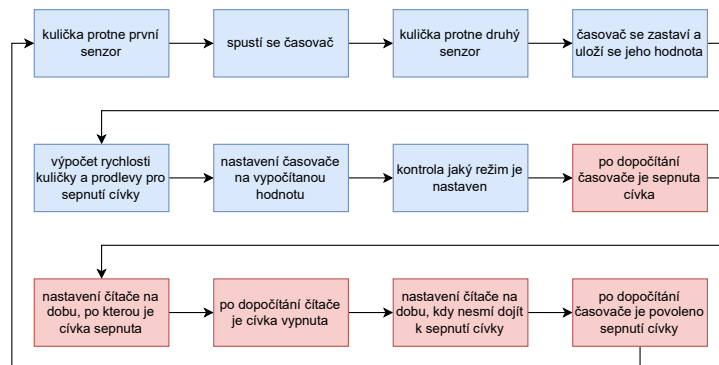 kulička protne první
senzor
spustí se časovač
kulička protne druhý
senzor
časovač se zastaví a
uloží se jeho hodnota
výpočet rychlosti
kuličky a prodlevy pro
sepnutí cívky
nastavení časovače
na vypočítanou
hodnotu
kontrola jaký režim je
nastaven
po dopočítání
časovače je sepnuta
cívka
nastavení čítače na
dobu, po kterou je
cívka sepnuta
po dopočítání čítače
je cívka vypnuta
nastavení čítače na
dobu, kdy nesmí dojít
k sepnutí cívky
po dopočítání
časovače je povoleno
sepnutí cívky